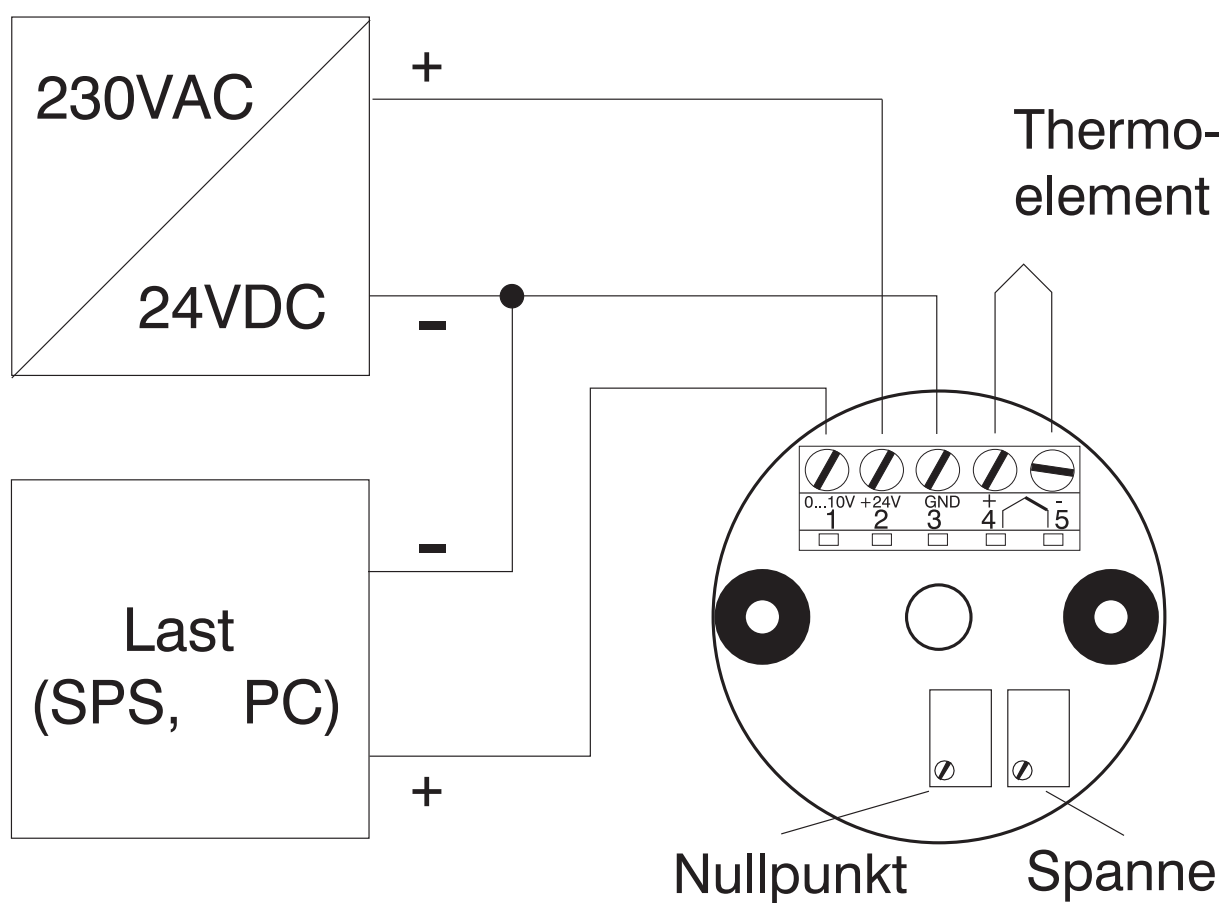 230VAC
+
Thermo-
element
24VDC
-
0...10V +24V GND + -
1 2 3 4 5
-
Last
(SPS, PC)
+
Nullpunkt
Spanne